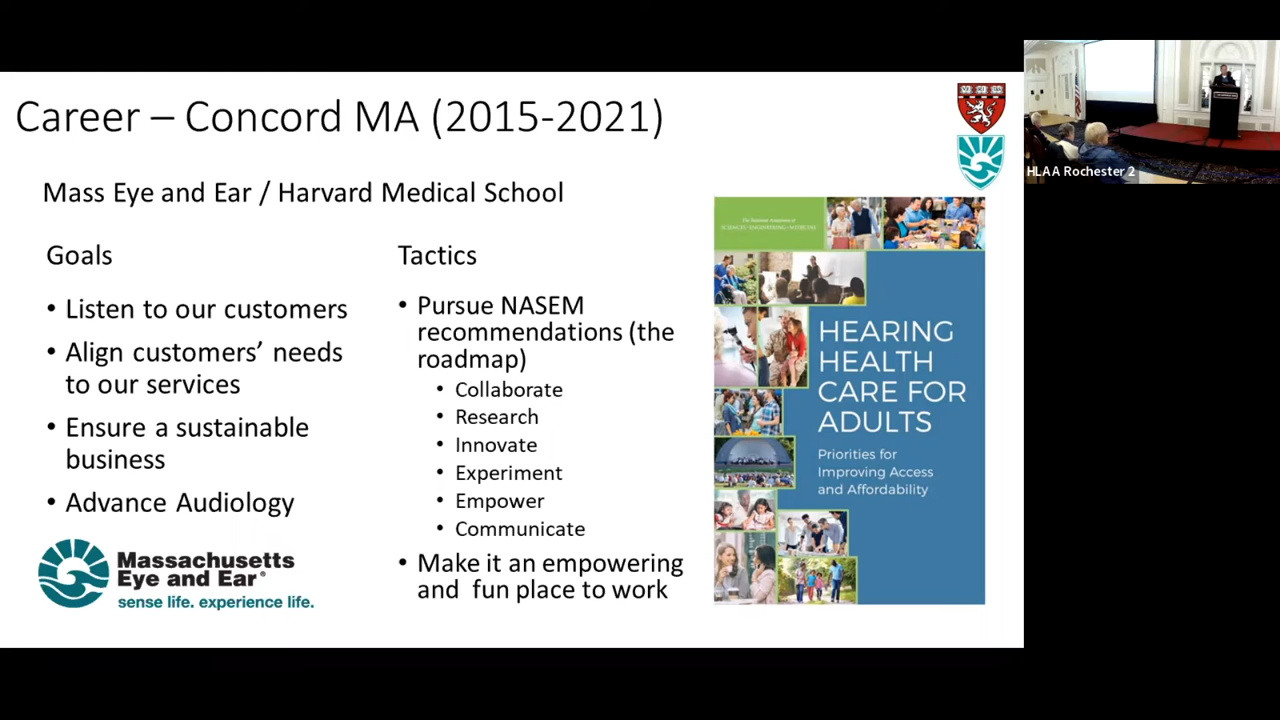 Career – Concord MA (2015-2021)
Mass Eye and Ear / Harvard Medical School
Goals
• Listen to our customers
• Align customers’ needs
to our services
• Ensure a sustainable
business
• Advance Audiology
Massachusetts
Eye and Ear®
sense life. experience life.
Tactics
• Pursue NASEM
recommendations (the
roadmap)
• Collaborate
• Research
• Innovate
• Experiment
• Empower
• Communicate
• Make it an empowering
and fun place to work
HEARING
HEALTH
CARE FOR
ADULTS
Priorities for
Improving Access
and Affordability
HLAA Rochester 2